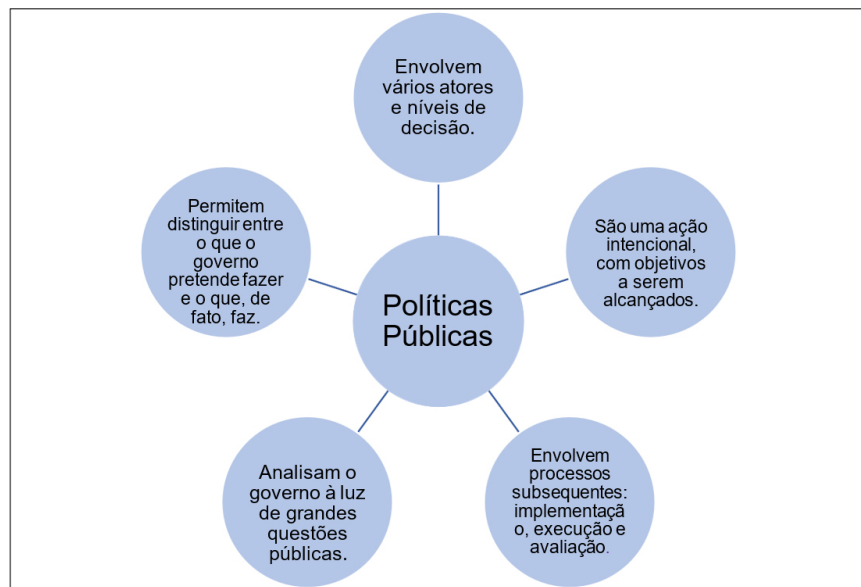 Envolvem
vários atores
e níveis de
decisão.
Permitem
distinguir entre
o que o
governo
pretende fazer
e o que, de
fato, faz.
São uma ação
intencional,
com objetivos
a serem
alcançados.
Políticas
Públicas
Analisam o
governo à luz
de grandes
questões
públicas.
Envolvem
processos
subsequentes:
implementaçã
o, execução e
avaliação.